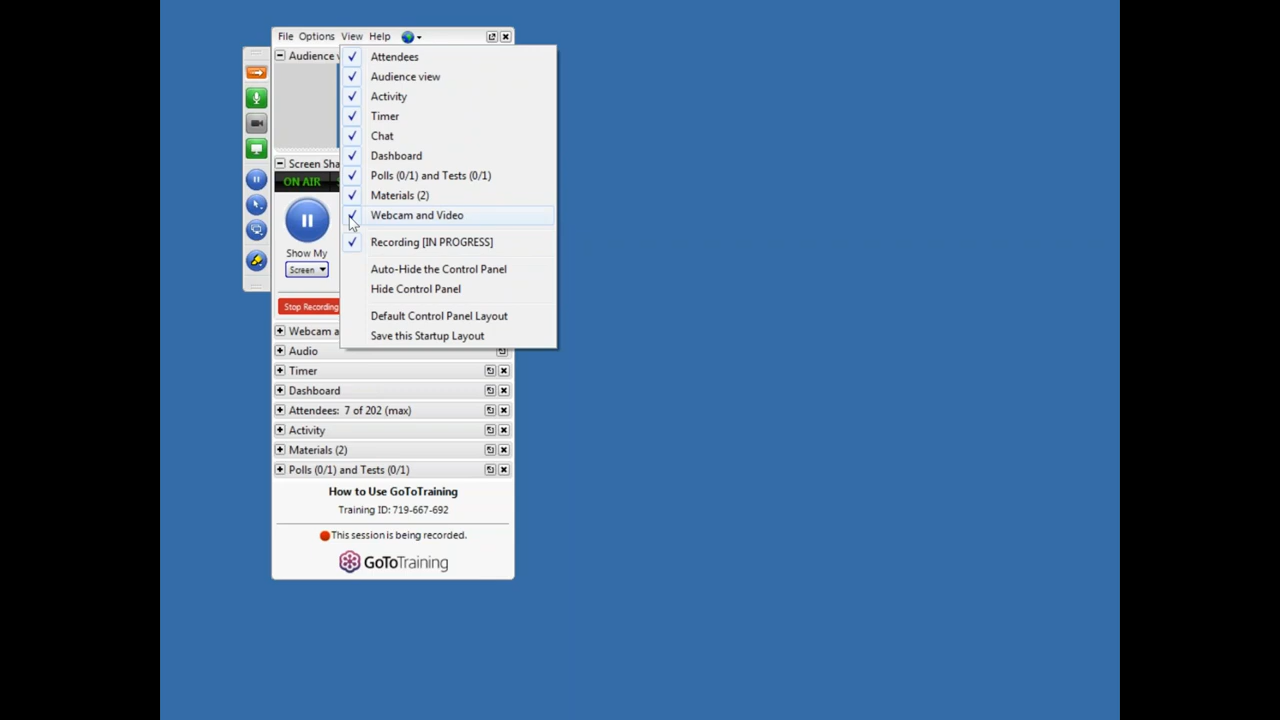 File Options View Help
Audience v
Attendees
Audience view
Activity
Timer
Chat
Dashboard
Polls (0/1) and Tests (0/1)
Materials (2)
Webcam and Video
Recording [IN PROGRESS]
Auto-Hide the Control Panel
Hide Control Panel
Default Control Panel Layout
Save this Startup Layout
Screen Sha
ON AIR
Show My
Screen
Stop Recording
Webcam a
Audio
Timer
Dashboard
Attendees: 7 of 202 (max)
Activity
Materials (2)
Polls (0/1) and Tests (0/1)
How to Use GoToTraining
Training ID: 719-667-692
This session is being recorded.
GoToTraining